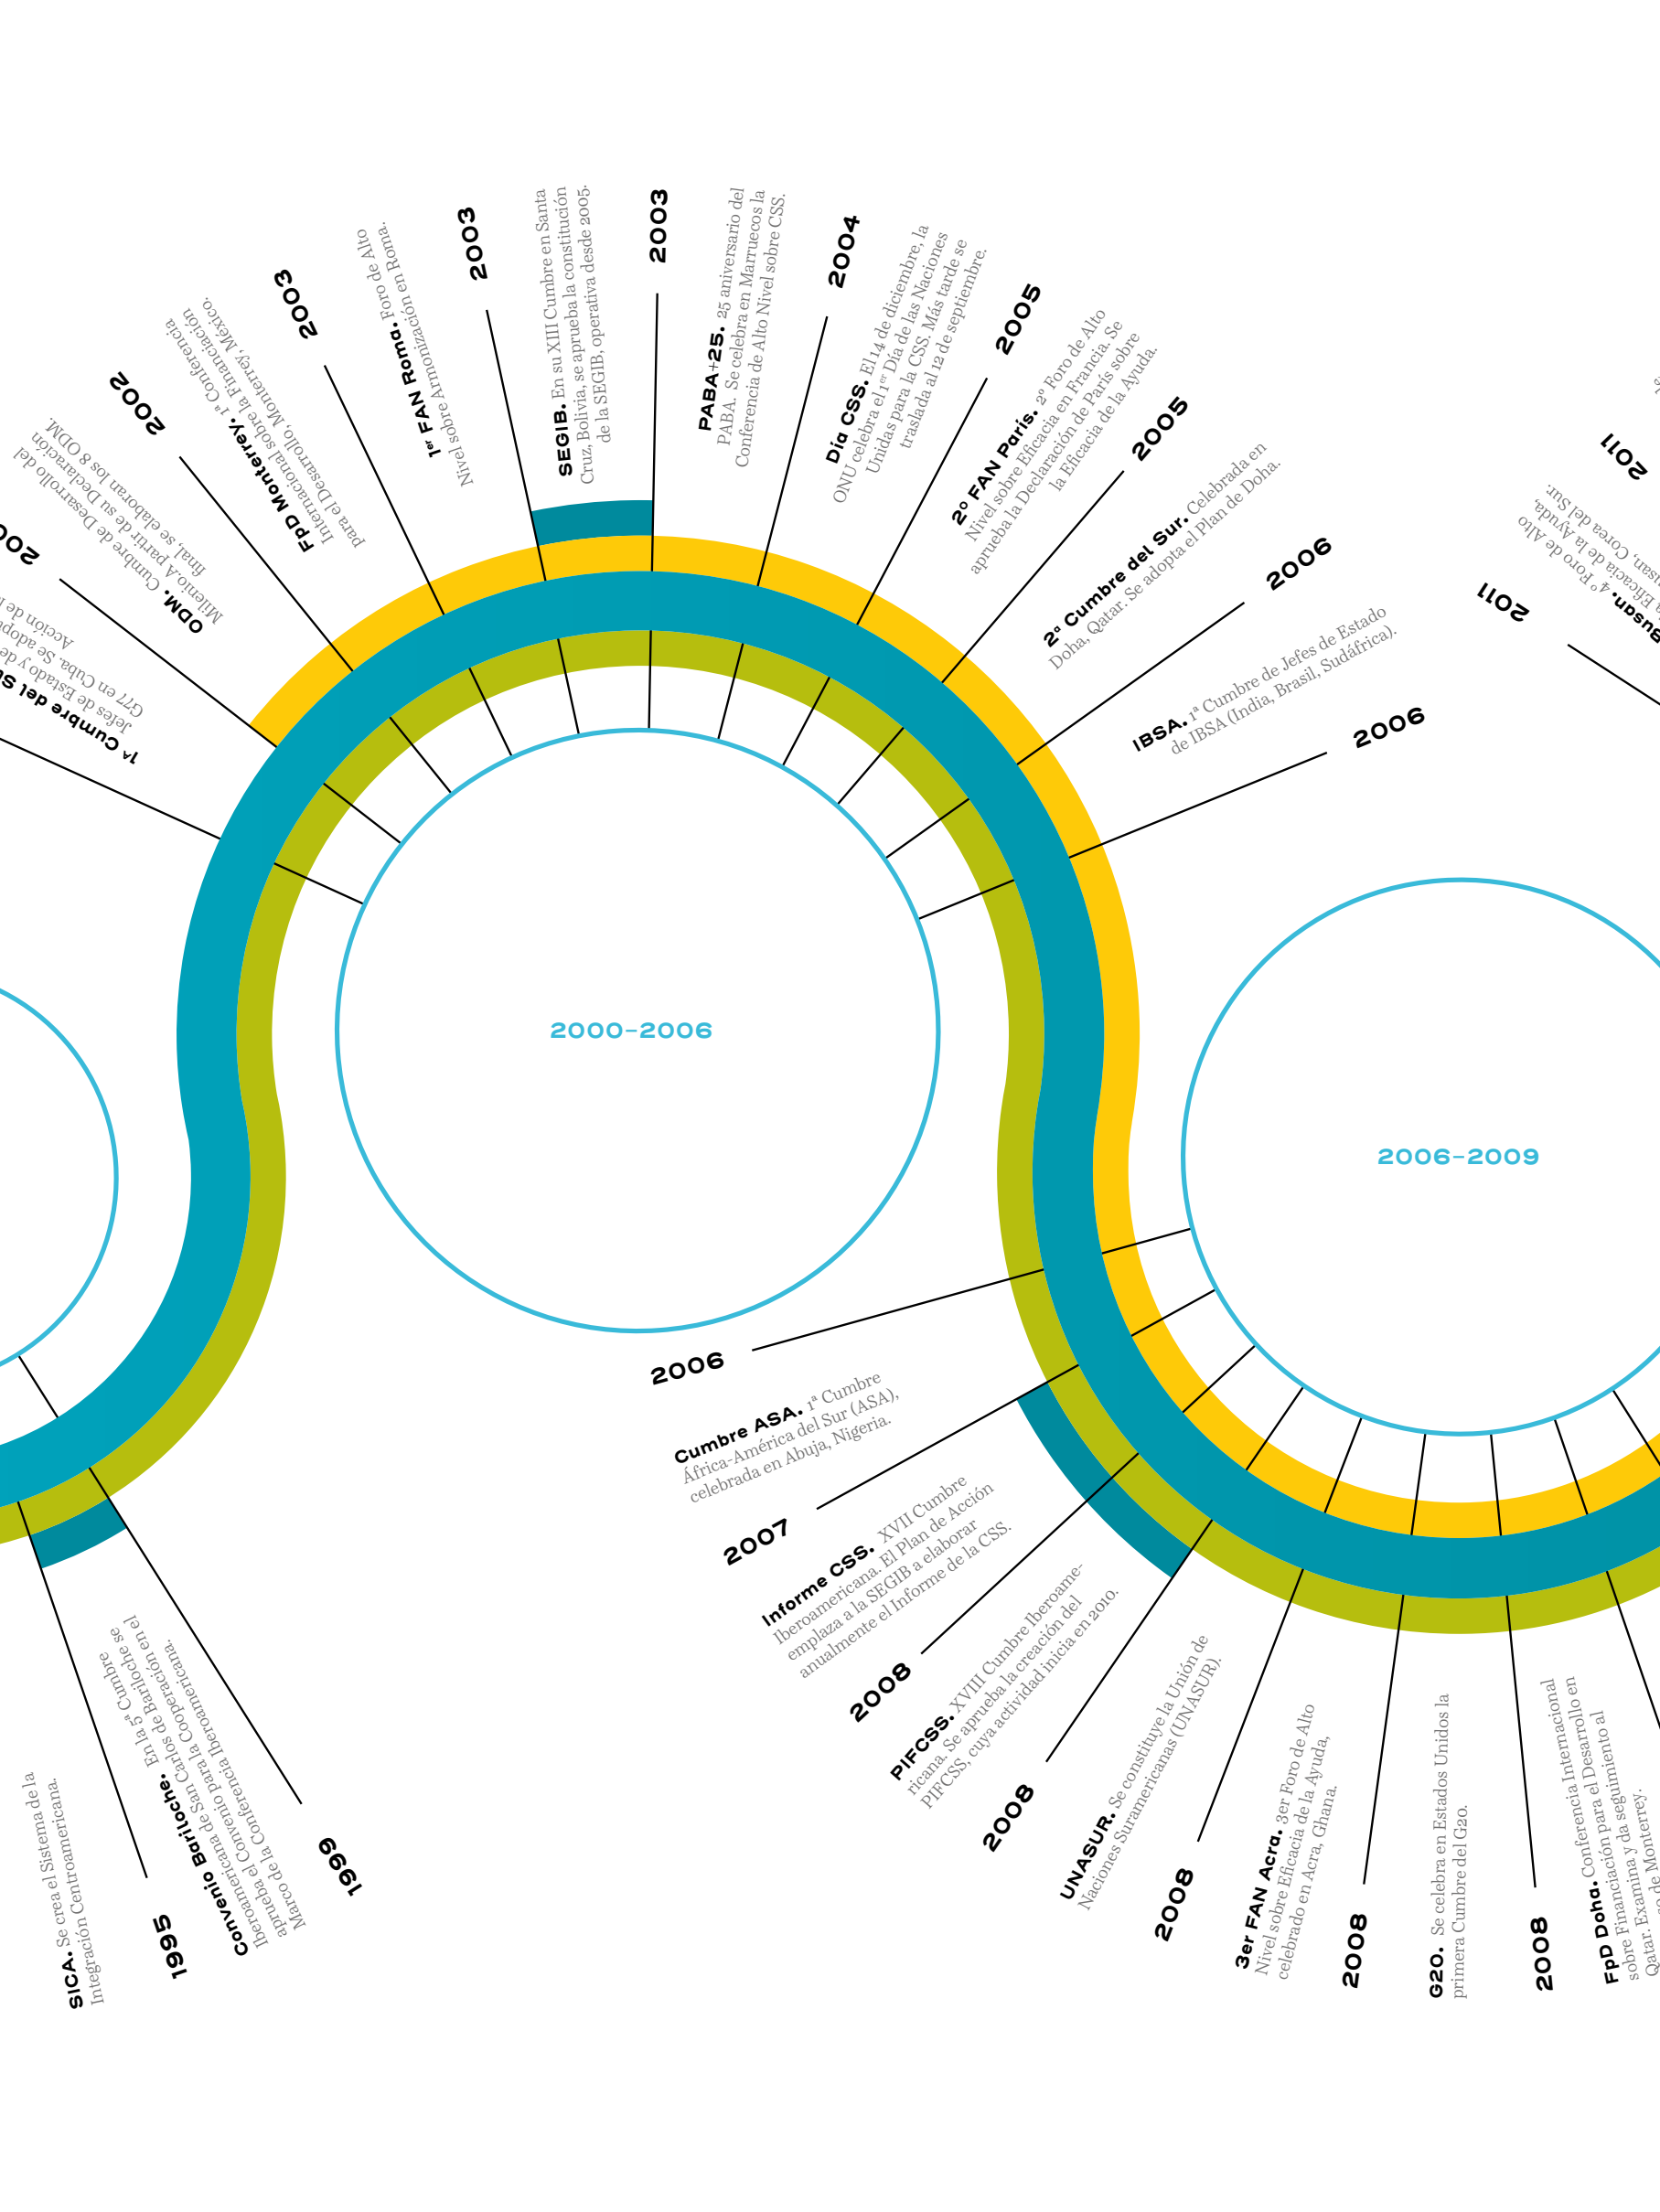 1ª Cumbre del
Jefes de Estado y de
G77 en Cuba. Se adop
Acción de
200
ODM. Cumbre de Desarrollo del
Milenio. A partir de su Declaración
final, se elaboran los 8 ODM.
2002
FpD Monterrey. 1ª Conferencia
Internacional sobre la Financiación
para el Desarrollo, Monterrey, México.
2003
1er FAN Roma. Foro de Alto
Nivel sobre Armonización en Roma.
2003
SEGIB. En su XIII Cumbre en Santa
Cruz, Bolivia, se aprueba la constitución
de la SEGIB, operativa desde 2005.
2003
PABA+25. 25 aniversario del
PABA. Se celebra en Marruecos la
Conferencia de Alto Nivel sobre CSS.
2004
Día CSS. El 14 de diciembre, la
ONU celebra el 1er Día de las Naciones
Unidas para la CSS. Más tarde se
traslada al 12 de septiembre.
2005
2º FAN París. 2º Foro de Alto
Nivel sobre Eficacia en Francia. Se
aprueba la Declaración de París sobre
la Eficacia de la Ayuda.
2005
2ª Cumbre del Sur. Celebrada en
Doha, Qatar. Se adopta el Plan de Doha.
2006
IBSA. 1ª Cumbre de Jefes de Estado
de IBSA (India, Brasil, Sudáfrica).
2006
2000-2006
2006-2009
2006
Cumbre ASA. 1ª Cumbre
África-América del Sur (ASA),
celebrada en Abuja, Nigeria.
2007
Informe CSS. XVII Cumbre
Iberoamericana. El Plan de Acción
emplaza a la SEGIB a elaborar
anualmente el Informe de la CSS.
2008
PIFCSS. XVIII Cumbre Iberoame-
ricana. Se aprueba la creación del
PIFCSS, cuya actividad inicia en 2010.
2008
UNASUR. Se constituye la Unión de
Naciones Suramericanas (UNASUR).
2008
3er FAN Acra. 3er Foro de Alto
Nivel sobre Eficacia de la Ayuda,
celebrado en Acra, Ghana.
2008
G20. Se celebra en Estados Unidos la
primera Cumbre del G20.
2008
FpD Doha. Conferencia Internacional
sobre Financiación para el Desarrollo en
Qatar. Examina y da seguimiento al
de Monterrey.
2011
Busan. 4º Foro de Alto
Eficacia de la Ayuda,
Busan, Corea del Sur.
2011
SICA. Se crea el Sistema de la
Integración Centroamericana.
1995
Convenio Bariloche. En la 5ª Cumbre
Iberoamericana de San Carlos de Bariloche se
aprueba el Convenio para la Cooperación en el
Marco de la Conferencia Iberoamericana.
1999